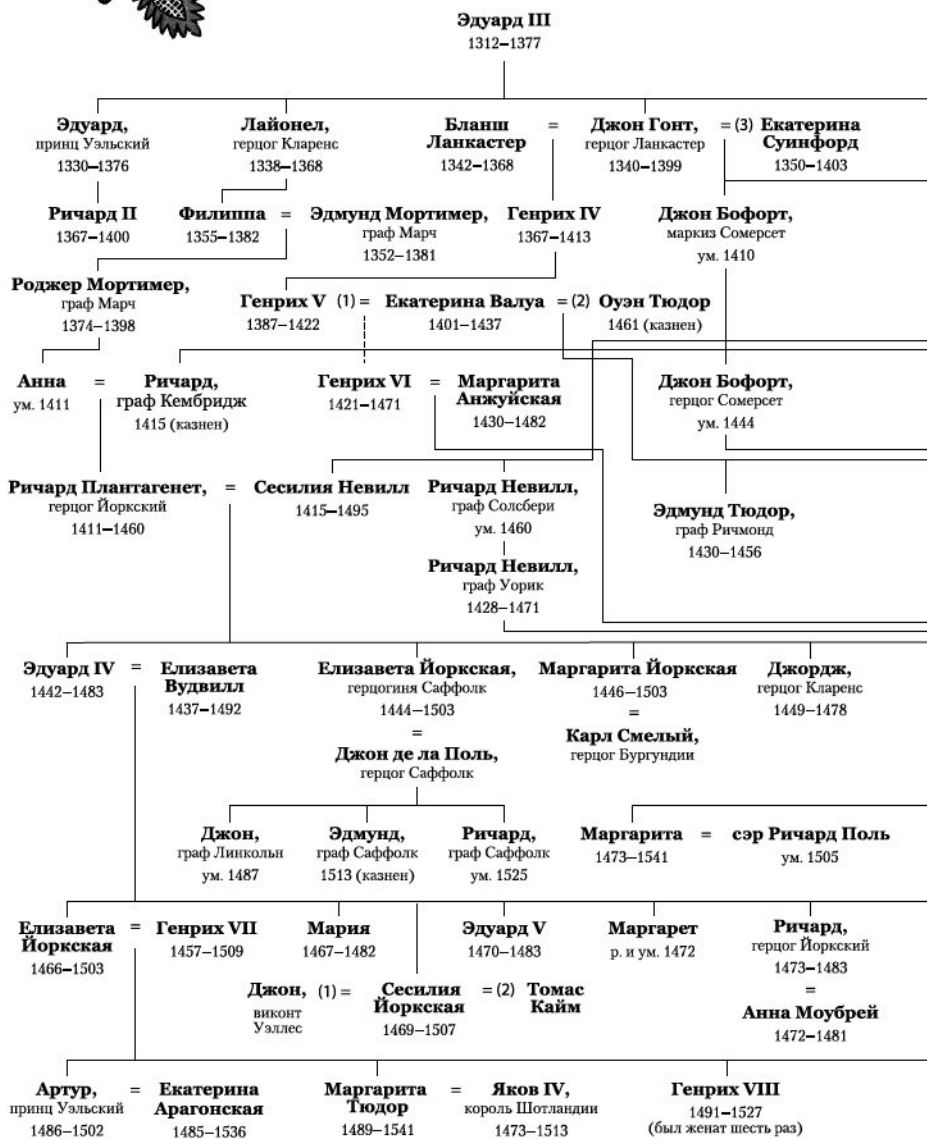 Эдуард III
1312–1377
Эдуард,
принц Уэльский
1330–1376
Лайонел,
герцог Кларенс
1338–1368
Бланш
Ланкастер
1342–1368
=
Джон Гонт,
герцог Ланкастер
1340–1399
= (3)
Екатерина
Суинфорд
1350–1403
Ричард II
1367–1400
Филиппа
1355–1382
=
Эдмунд Мортимер,
граф Марч
1352–1381
Генрих IV
1367–1413
Джон Бофорт,
маркиз Сомерсет
ум. 1410
Роджер Мортимер,
граф Марч
1374–1398
Генрих V
1387–1422
(1) =
Екатерина Валуа
1401–1437
= (2)
Оуэн Тюдор
1461 (казнен)
Анна
ум. 1411
=
Ричард,
граф Кембридж
1415 (казнен)
Генрих VI
1421–1471
=
Маргарита
Анжуйская
1430–1482
Джон Бофорт,
герцог Сомерсет
ум. 1444
Ричард Плантагенет,
герцог Йоркский
1411–1460
=
Сесилия Невилл
1415–1495
Ричард Невилл,
граф Солсбери
ум. 1460
Эдмунд Тюдор,
граф Ричмонд
1430–1456
Ричард Невилл,
граф Уорик
1428–1471
Эдуард IV
1442–1483
=
Елизавета
Вудвилл
1437–1492
Елизавета Йоркская,
герцогиня Саффолк
1444–1503
=
Джон де ла Поль,
герцог Саффолк
Маргарита Йоркская
1446–1503
=
Карл Смелый,
герцог Бургундии
Джордж,
герцог Кларенс
1449–1478
Джон,
граф Линкольн
ум. 1487
Эдмунд,
граф Саффолк
1513 (казнен)
Ричард,
граф Саффолк
ум. 1525
Маргарита
1473–1541
=
сэр Ричард Поль
ум. 1505
Елизавета
Йоркская
1466–1503
=
Генрих VII
1457–1509
Мария
1467–1482
Эдуард V
1470–1483
Маргарет
р. и ум. 1472
Ричард,
герцог Йоркский
1473–1483
=
Анна Моубрей
1472–1481
Джон,
виконт
Уэллес
(1) =
Сесилия
Йоркская
1469–1507
= (2)
Томас
Кайм
Артур,
принц Уэльский
1486–1502
=
Екатерина
Арагонская
1485–1536
Маргарита
Тюдор
1489–1541
=
Яков IV,
король Шотландии
1473–1513
Генрих VIII
1491–1527
(был женат шесть раз)